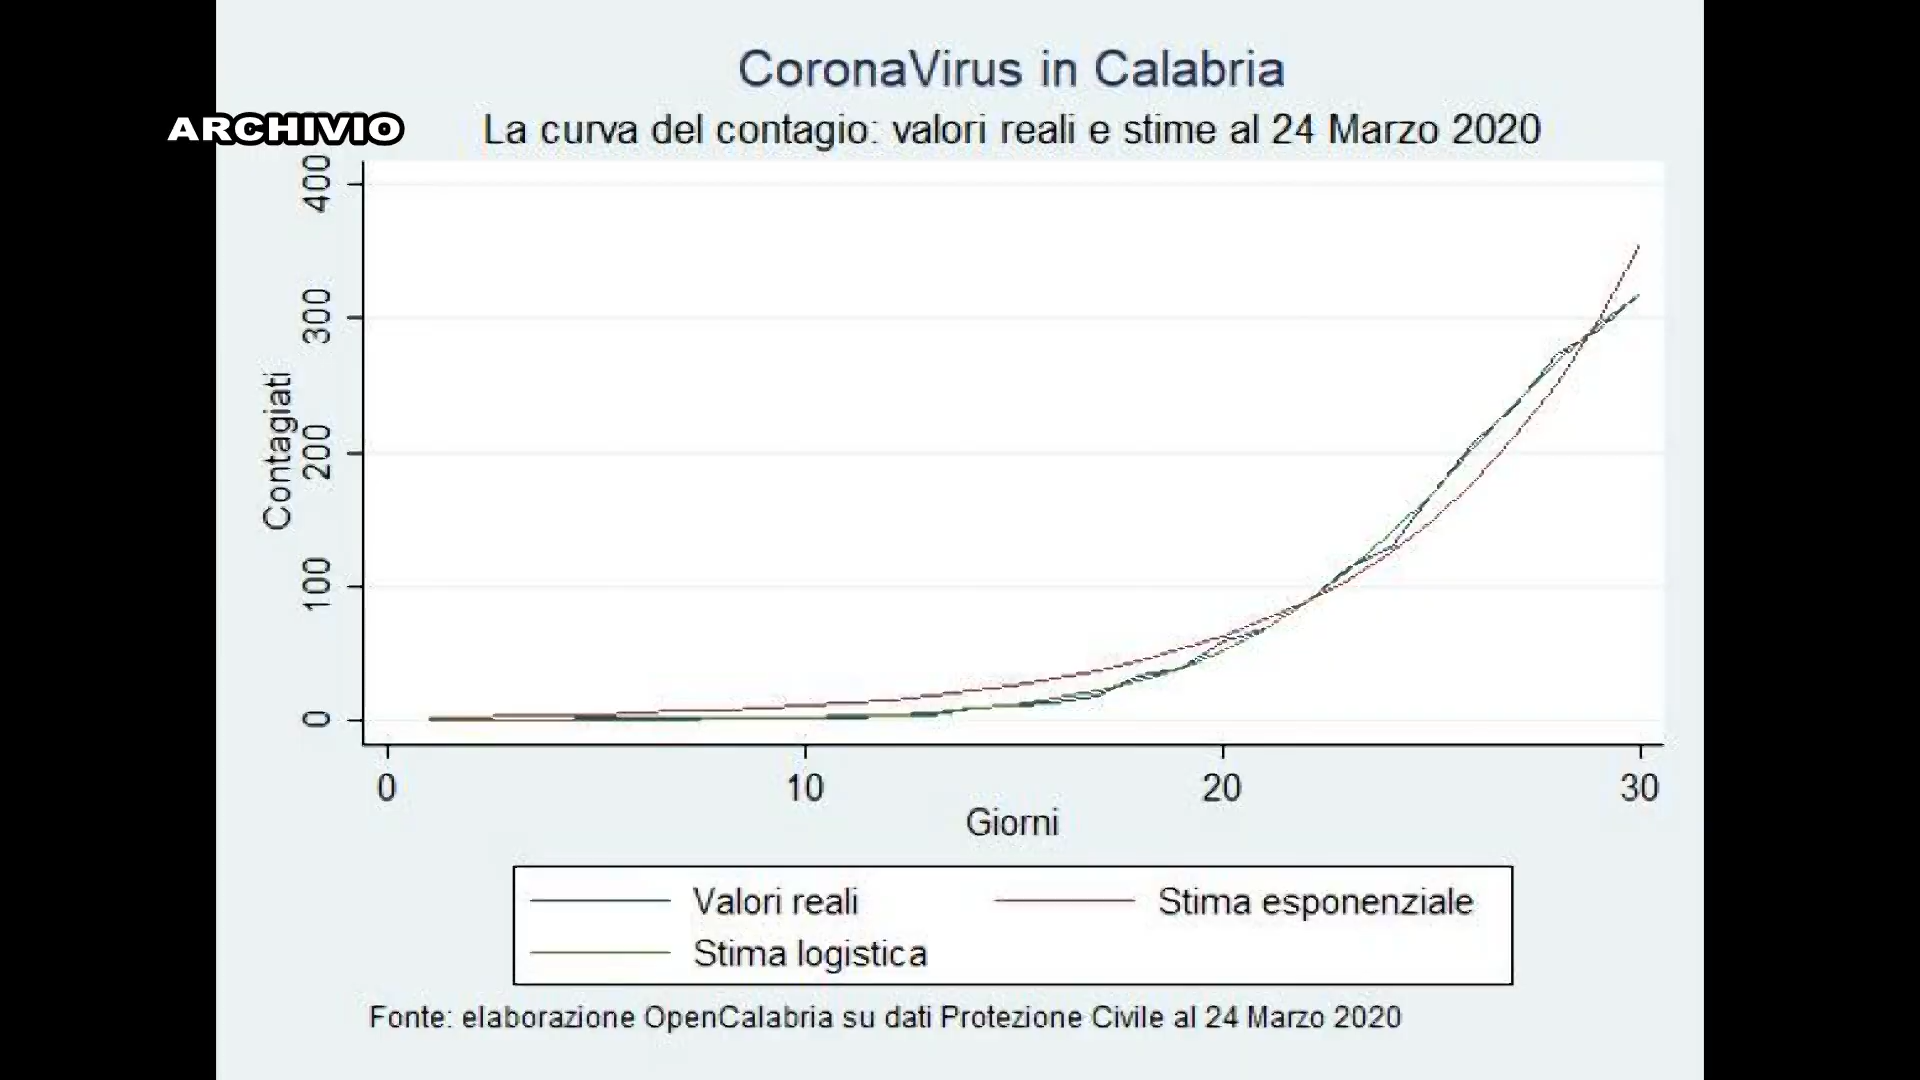 CoronaVirus in Calabria
ARCHIVIO
La curva del contagio: valori reali e stime al 24 Marzo 2020
400
300
200
100
0
Contagiati
0 10 20 30
Giorni
Valori reali Stima esponenziale
Stima logistica
Fonte: elaborazione OpenCalabria su dati Protezione Civile al 24 Marzo 2020